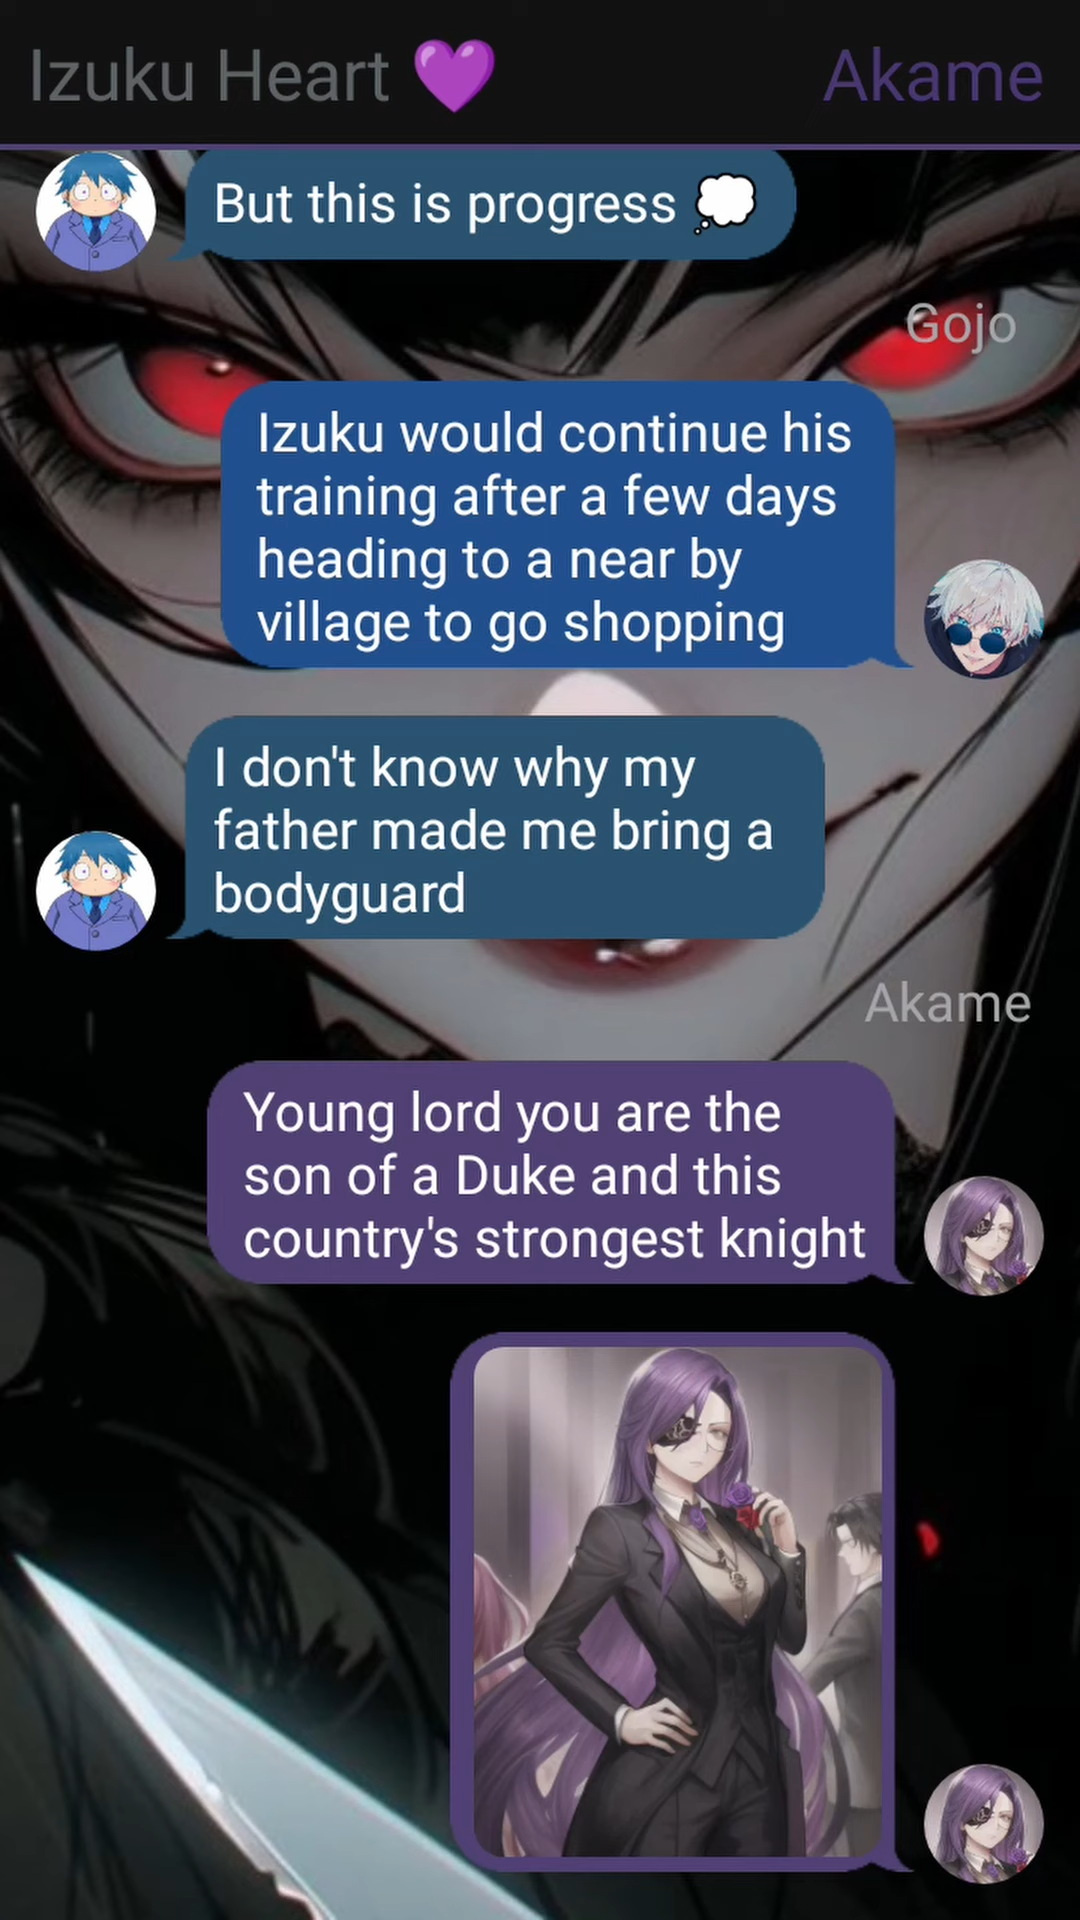 Izuku Heart 💜 Akame
But this is progress 💭
Gojo
Izuku would continue his
training after a few days
heading to a near by
village to go shopping
I don't know why my
father made me bring a
bodyguard
Akame
Young lord you are the
son of a Duke and this
country's strongest knight